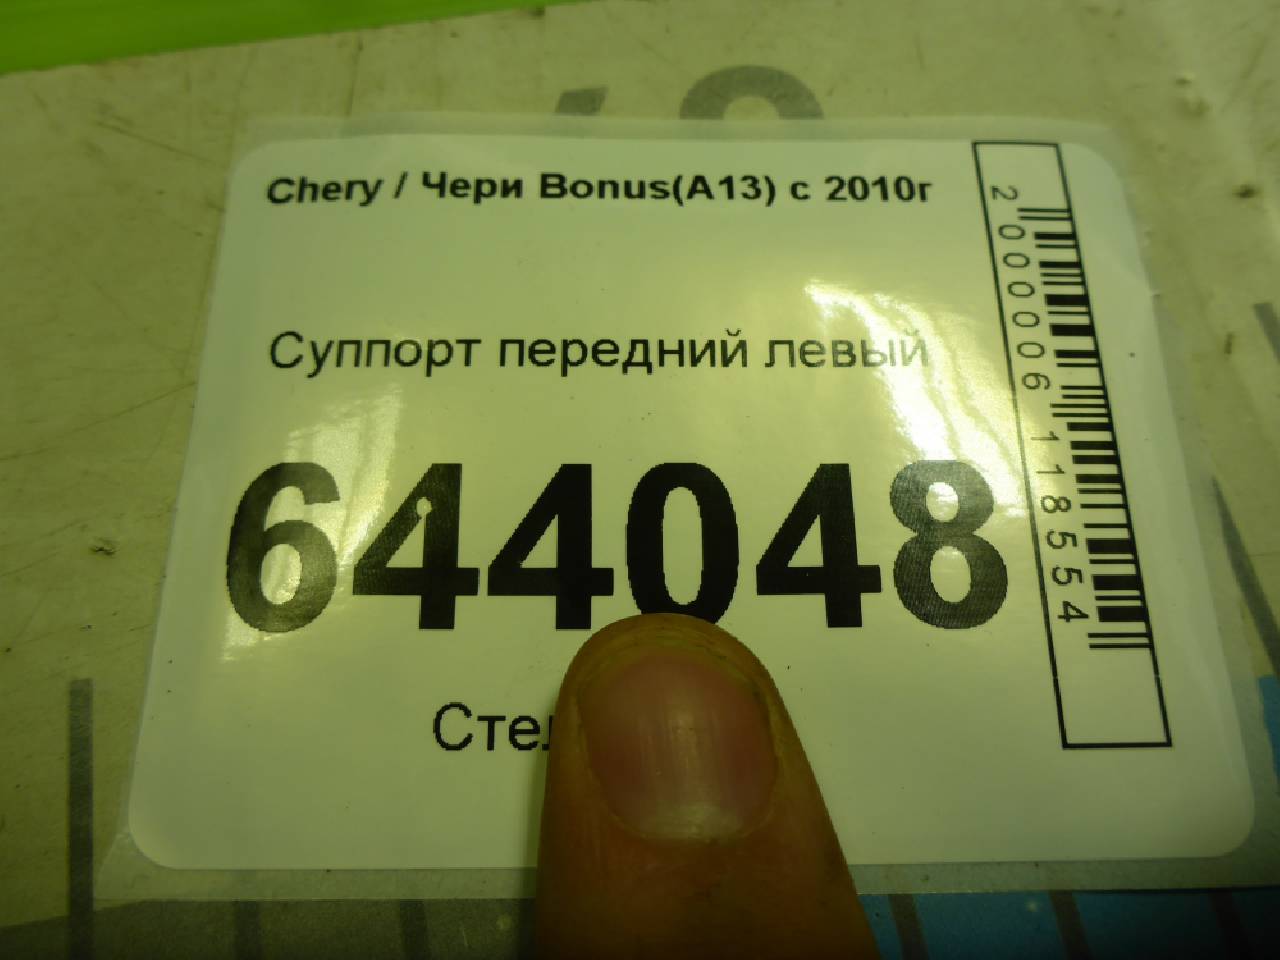 Chery / Чери Bonus(A13) с 2010г
Суппорт передний левый
644048
2000006118554